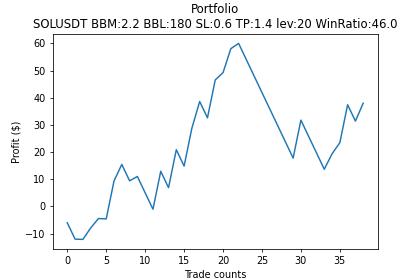 Portfolio
SOLUSDT BBM:2.2 BBL:180 SL:0.6 TP:1.4 lev:20 WinRatio:46.0
60
50
40
30
20
10
0
−10
Profit ($)
0 5 10 15 20 25 30 35
Trade counts